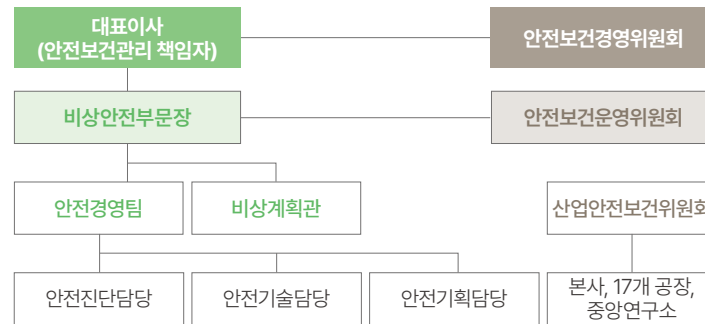 대표이사
(안전보건관리 책임자)
안전보건경영위원회
비상안전부문장
안전보건운영위원회
안전경영팀
비상계획관
산업안전보건위원회
안전진단담당
안전기술담당
안전기획담당
본사, 17개 공장,
중앙연구소